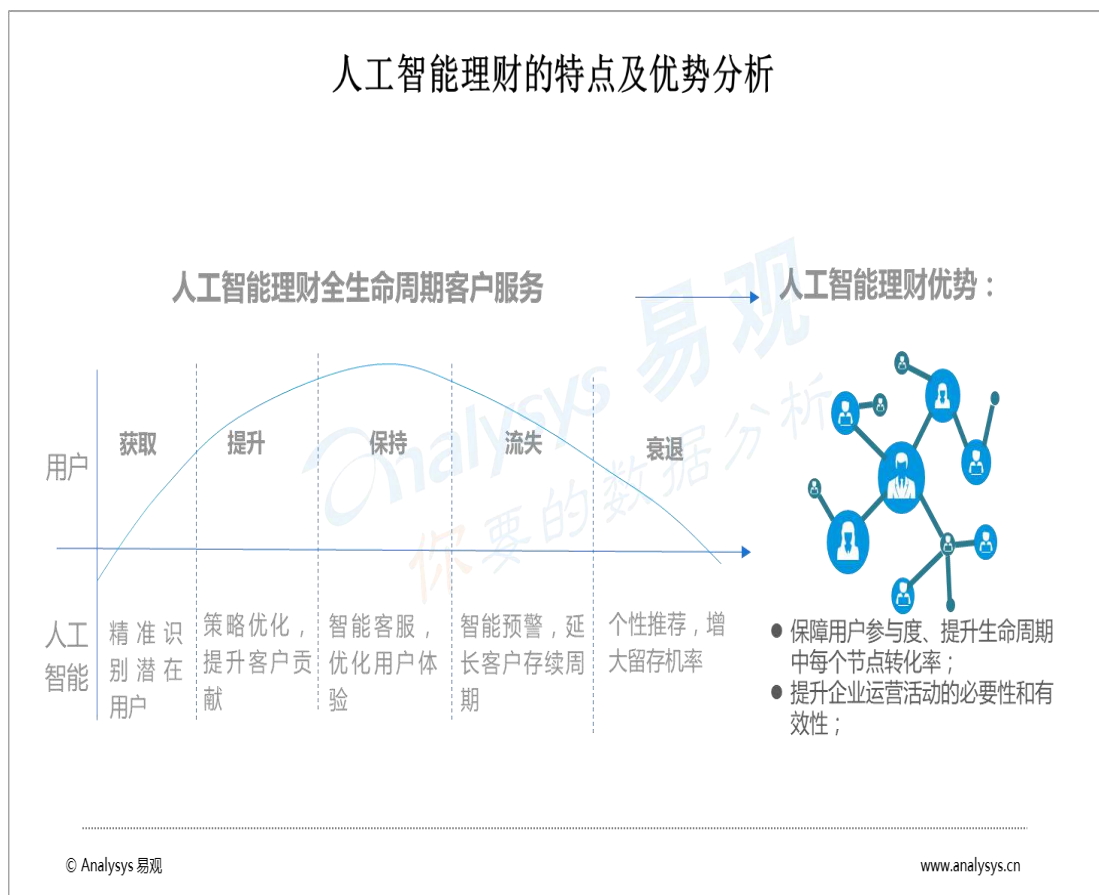 人工智能理财的特点及优势分析
人工智能理财全生命周期客户服务
人工智能理财优势：
用户
获取
提升
保持
流失
衰退
Analysys 易观
你要的数据分析
人工
智能
精准识
别潜在
用户
策略优化，
提升客户贡
献
智能客服，
优化用户体
验
智能预警，延
长客户存续周
期
个性推荐，增
大留存机率
● 保障用户参与度、提升生命周期
中每个节点转化率；
● 提升企业运营活动的必要性和有
效性；
© Analysys 易观
www.analysys.cn